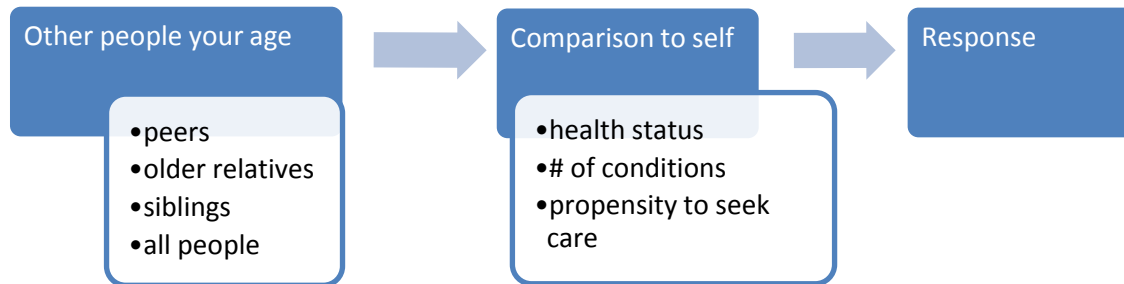 Other people your age
•peers
•older relatives
•siblings
•all people
Comparison to self
•health status
•# of conditions
•propensity to seek
care
Response